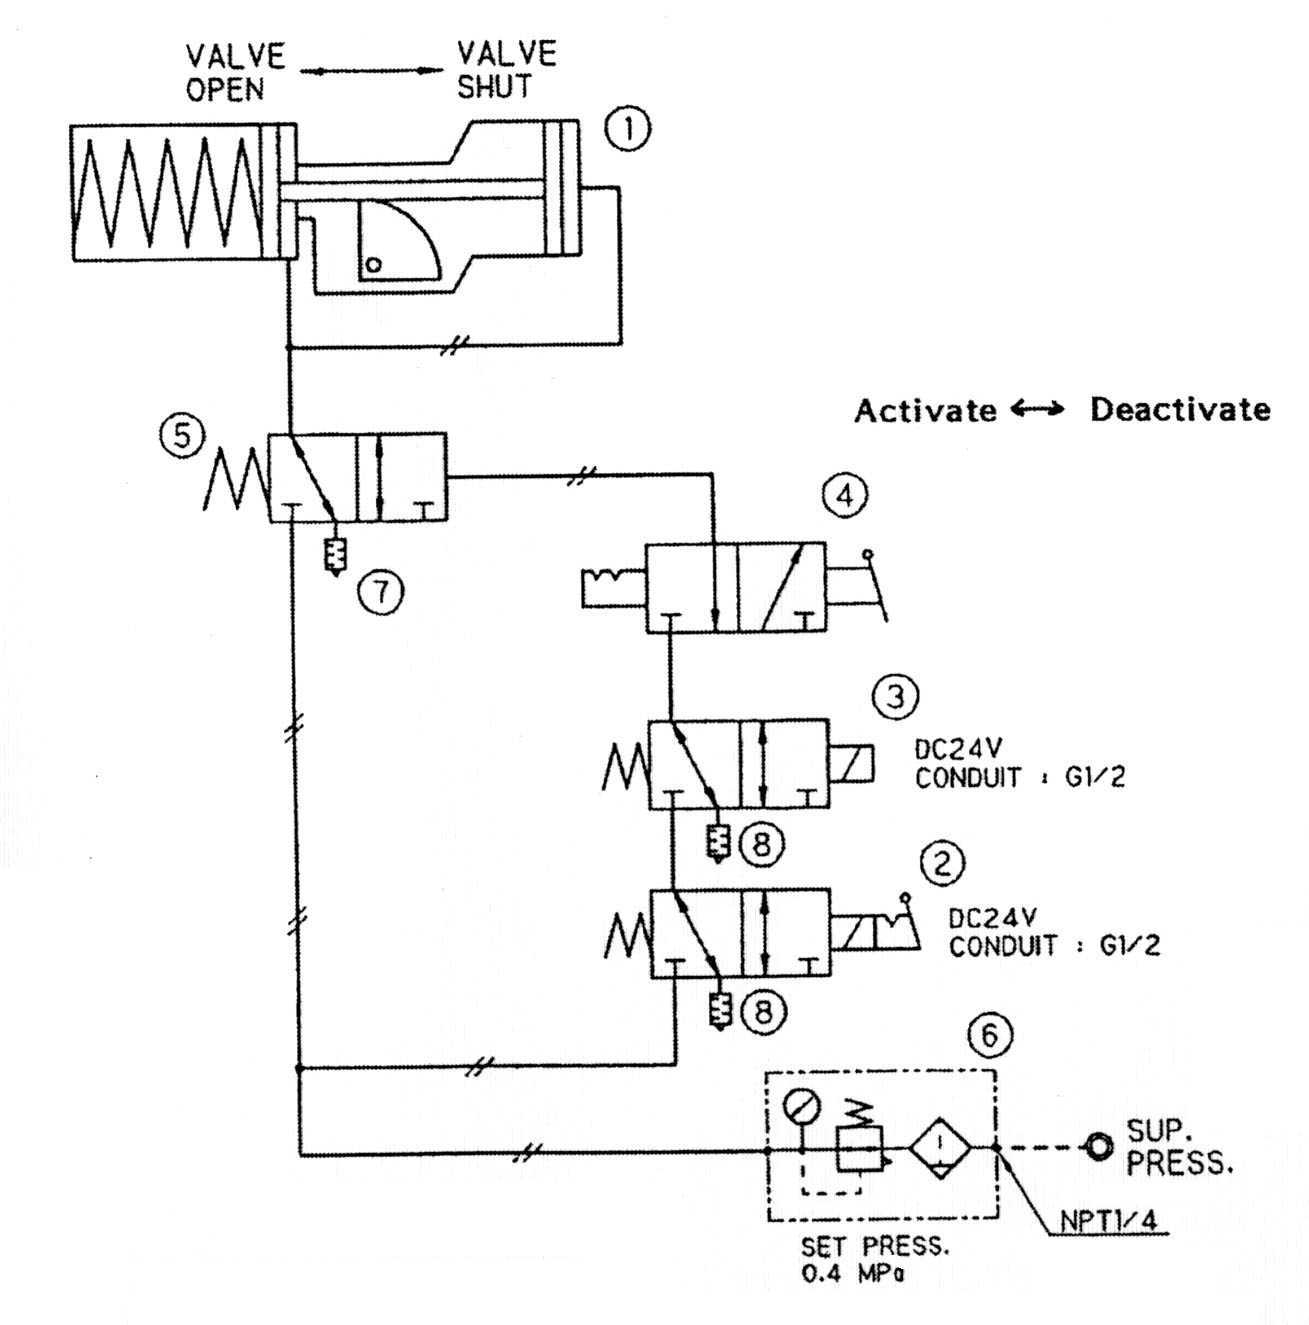 VALVE
OPEN
VALVE
SHUT
1
Activate ↔ Deactivate
5
4
7
3
DC24V
CONDUIT : G1/2
8
2
DC24V
CONDUIT : G1/2
8
6
SUP.
PRESS.
NPT1/4
SET PRESS.
0.4 MPa